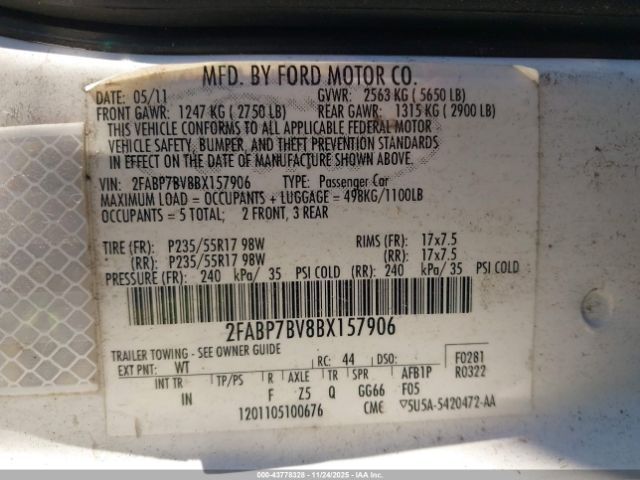 MFD. BY FORD MOTOR CO.
DATE: 05/11 GVWR: 2563 KG ( 5650 LB)
FRONT GAWR: 1247 KG ( 2750 LB) REAR GAWR: 1315 KG ( 2900 LB)
THIS VEHICLE CONFORMS TO ALL APPLICABLE FEDERAL MOTOR
VEHICLE SAFETY, BUMPER, AND THEFT PREVENTION STANDARDS
IN EFFECT ON THE DATE OF MANUFACTURE SHOWN ABOVE.
VIN: 2FABP7BV8BX157906 TYPE: Passenger Car
MAXIMUM LOAD = OCCUPANTS + LUGGAGE = 498KG/1100LB
OCCUPANTS = 5 TOTAL; 2 FRONT, 3 REAR
TIRE (FR): P235/55R17 98W RIMS (FR): 17x7.5
(RR): P235/55R17 98W (RR): 17x7.5
PRESSURE (FR): 240 kPa/ 35 PSI COLD (RR): 240 kPa/ 35 PSI COLD
2FABP7BV8BX157906
TRAILER TOWING - SEE OWNER GUIDE
EXT PNT: WT RC: 44 DSO: F0281
R0322
INT TR TP/PS R AXLE TR SPR AFB1P
IN F Z5 Q GG66 F05
1201105100676 CME 5U5A-5420472-AA
© 43778328 - 11/24/2025 - IAAI.COM